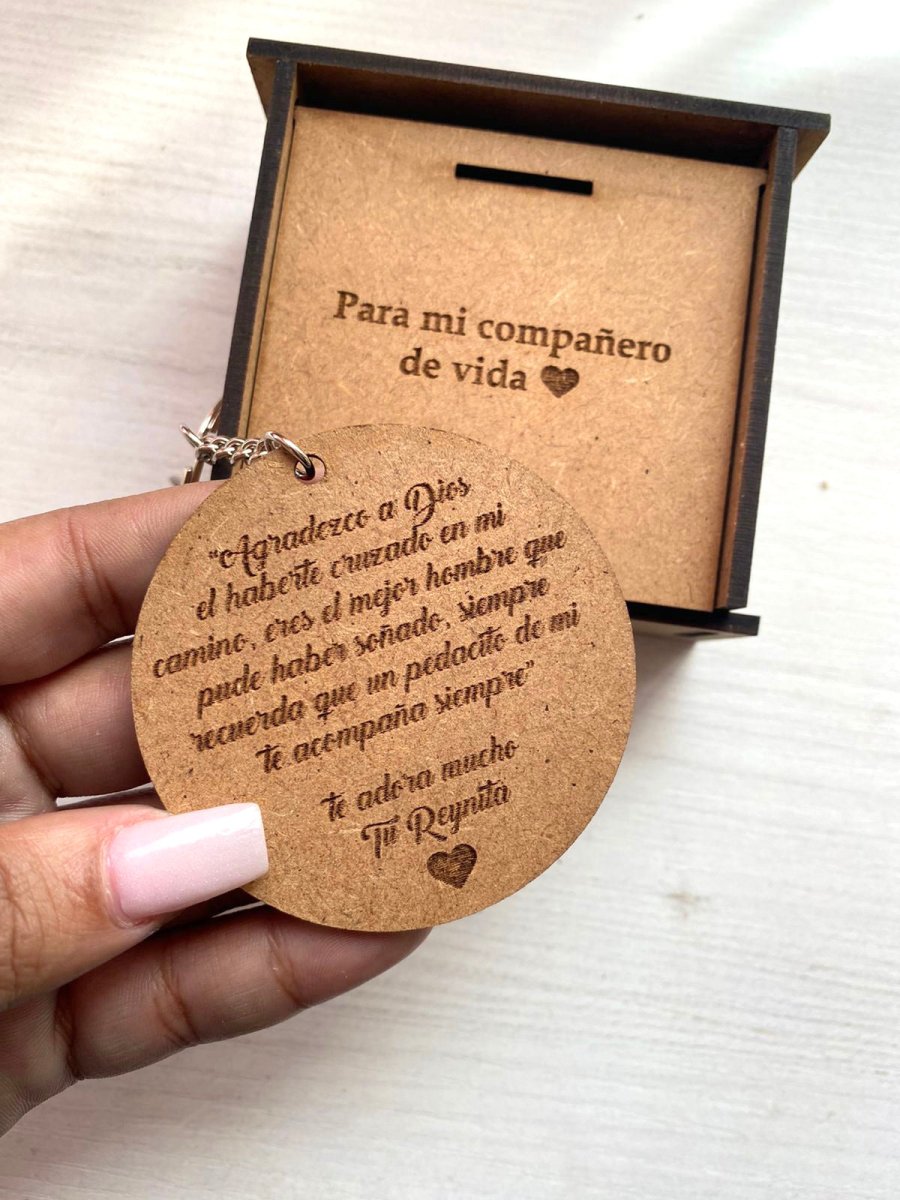 Para mi compañero
de vida
"Agradezco a Dios
el haberte cruzado en mi
camino, eres el mejor hombre que
pude haber soñado, siempre
recuerda que un pedacito de mi
te acompaña siempre"
te adora mucho
Tú Reynita